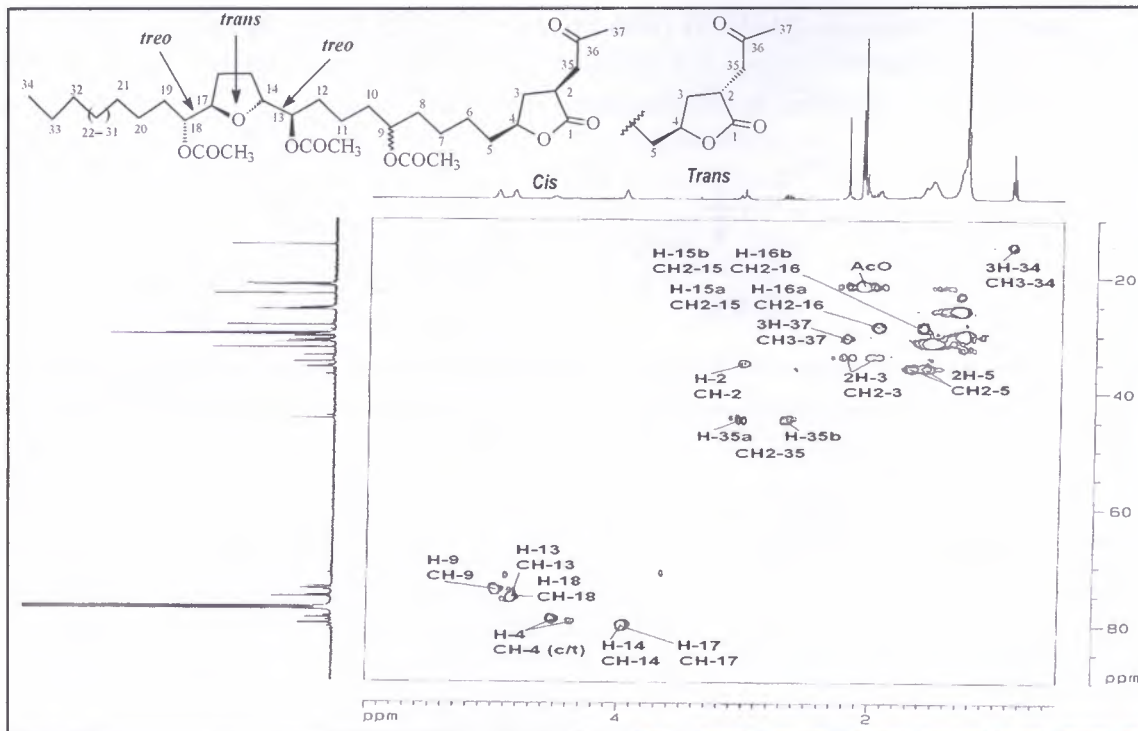 trans
O
37
36
O
37
36
treo
treo
35
35
34
32
21
19
17
14
12
10
8
6
3
2
3
2
33
22–
31
20
18
O
13
11
9
7
5
4
O
1
O
4
O
1
O
OCOCH3
OCOCH3
OCOCH3
5
Cis
Trans
H-15b H-16b
CH2-15 CH2-16
AcO
3H-34
CH3-34
H-15a H-16a
CH2-15 CH2-16
3H-37
CH3-37
H-2
CH-2
2H-3
CH2-3
2H-5
CH2-5
H-35a H-35b
CH2-35
H-9
CH-9
H-13
CH-13
H-18
CH-18
H-4
CH-4 (c/t)
H-14
CH-14
H-17
CH-17
20
40
60
80
ppm
ppm
4
2